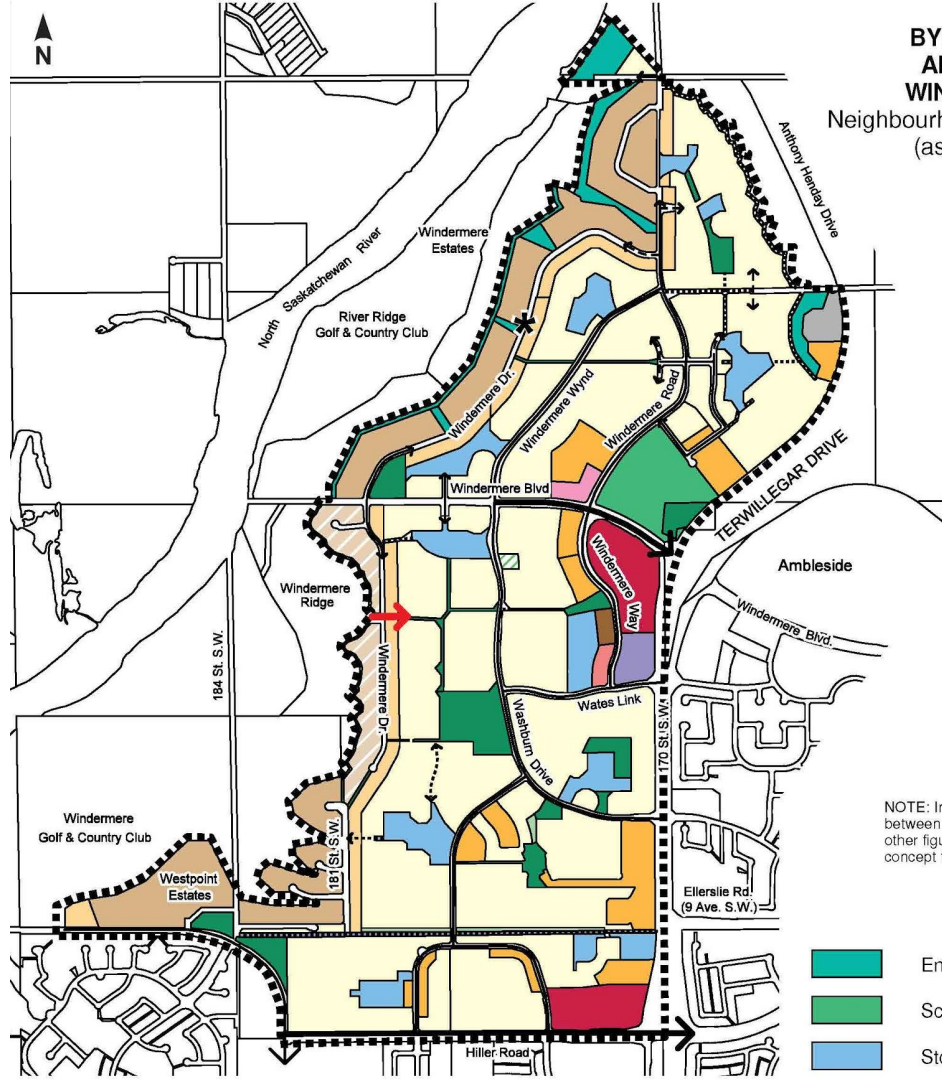 N
BY
WIN
Neighbourh
(as
Anthony Henday Drive
North Saskatchewan River
Windermere
Estates
River Ridge
Golf & Country Club
Windermere Dr.
Windermere Wynd
Windermere Road
TERWILLEGAR DRIVE
Windermere Blvd
Windermere Way
Ambleside
Windermere Blvd.
Windermere
Ridge
184 St. S.W.
Windermere Dr.
Wates Link
Washburn Drive
170 St. S.W.
NOTE: In
between
other figu
concept
Windermere
Golf & Country Club
181 St. S.W.
Westpoint
Estates
Ellerslie Rd.
(9 Ave. S.W.)
En
Sc
Sto
Hiller Road